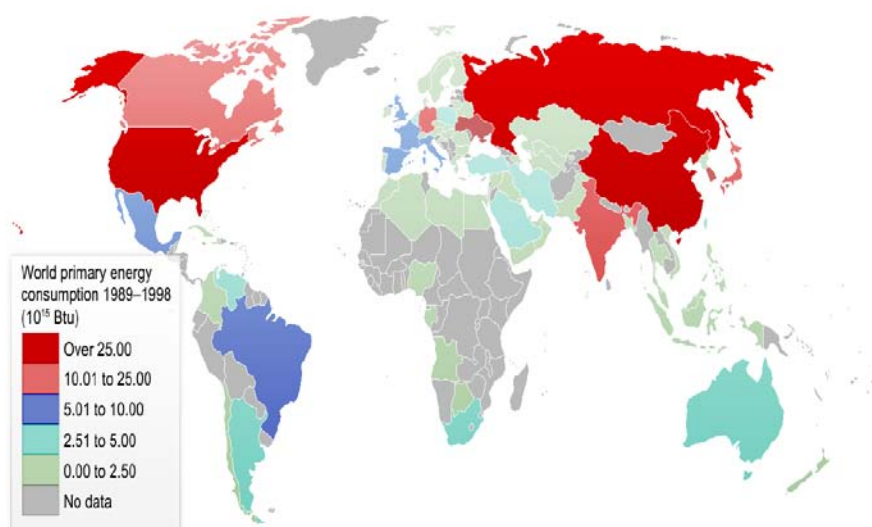 World primary energy
consumption 1989–1998
(10¹⁵ Btu)
Over 25.00
10.01 to 25.00
5.01 to 10.00
2.51 to 5.00
0.00 to 2.50
No data